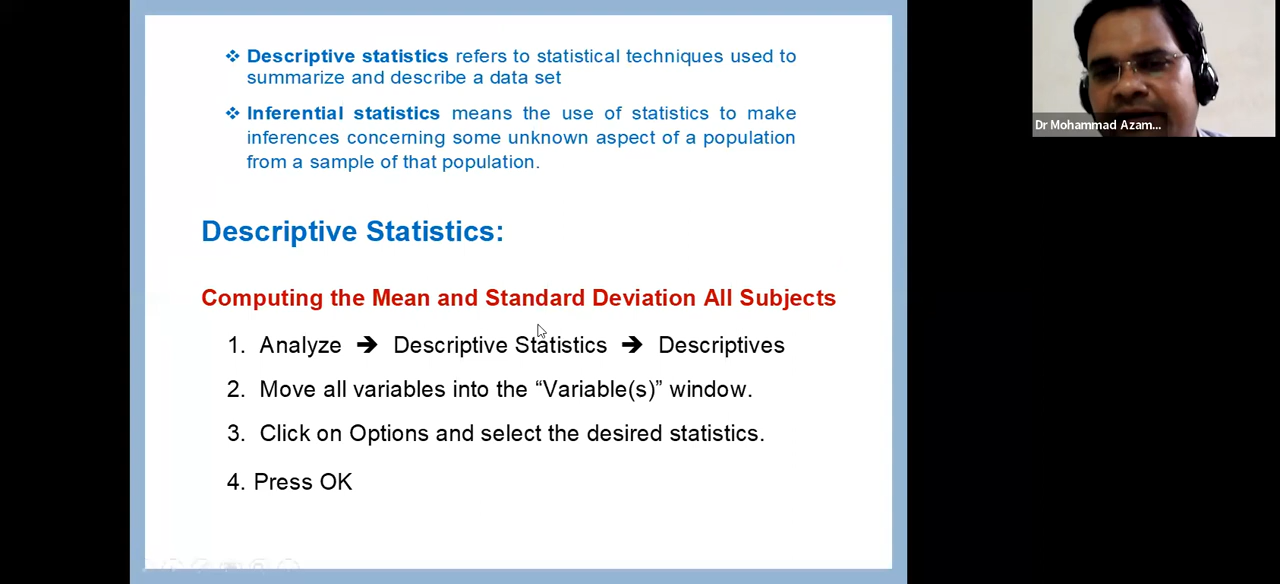 ❖ Descriptive statistics refers to statistical techniques used to
summarize and describe a data set
❖ Inferential statistics means the use of statistics to make
inferences concerning some unknown aspect of a population
from a sample of that population.
Descriptive Statistics:
Computing the Mean and Standard Deviation All Subjects
1. Analyze ➔ Descriptive Statistics ➔ Descriptives
2. Move all variables into the “Variable(s)” window.
3. Click on Options and select the desired statistics.
4. Press OK
Dr Mohammad Azam...